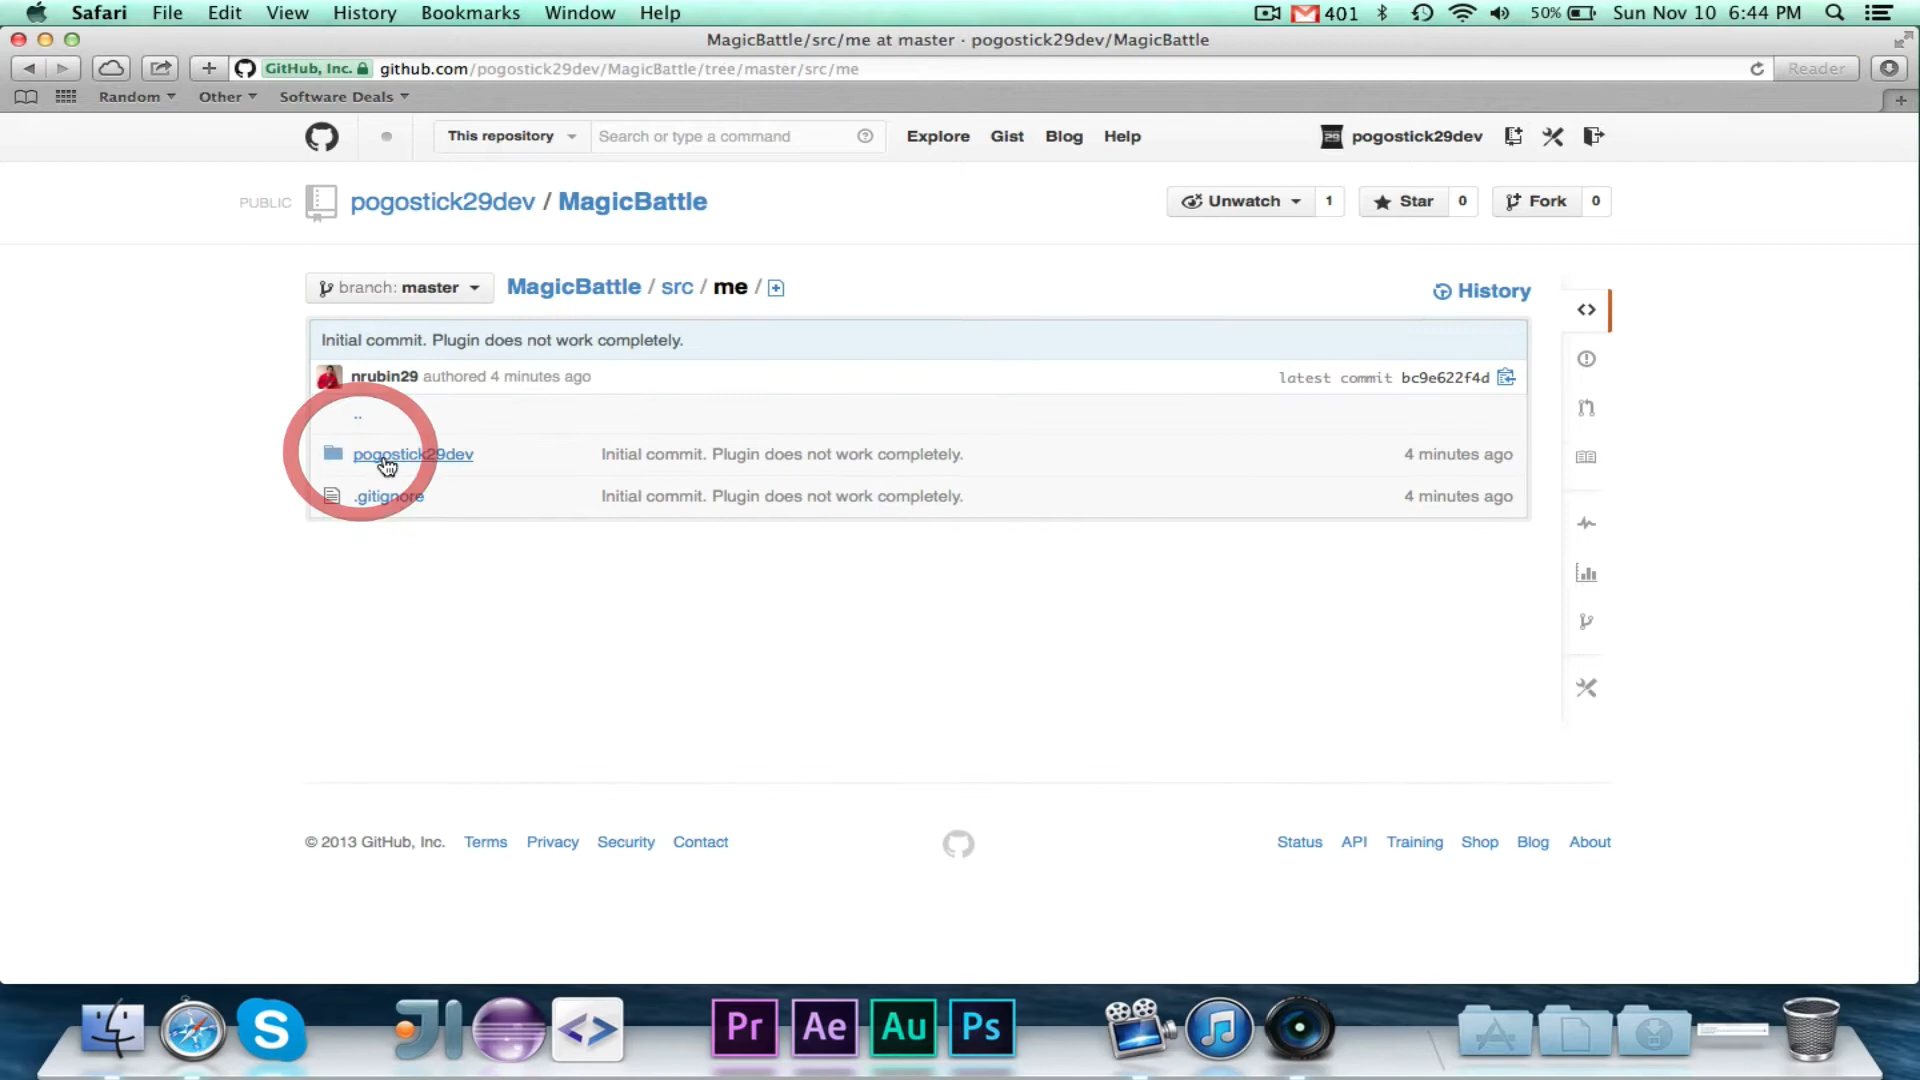 Safari File Edit View History Bookmarks Window Help 401 50% Sun Nov 10 6:44 PM
MagicBattle/src/me at master · pogostick29dev/MagicBattle
GitHub, Inc. github.com/pogostick29dev/MagicBattle/tree/master/src/me Reader
Random Other Software Deals
This repository Search or type a command Explore Gist Blog Help pogostick29dev
PUBLIC pogostick29dev / MagicBattle Unwatch 1 Star 0 Fork 0
branch: master MagicBattle / src / me / History
Initial commit. Plugin does not work completely.
nrubin29 authored 4 minutes ago latest commit bc9e622f4d
..
pogostick29dev Initial commit. Plugin does not work completely. 4 minutes ago
.gitignore Initial commit. Plugin does not work completely. 4 minutes ago
© 2013 GitHub, Inc. Terms Privacy Security Contact Status API Training Shop Blog About
S Pr Ae Au Ps